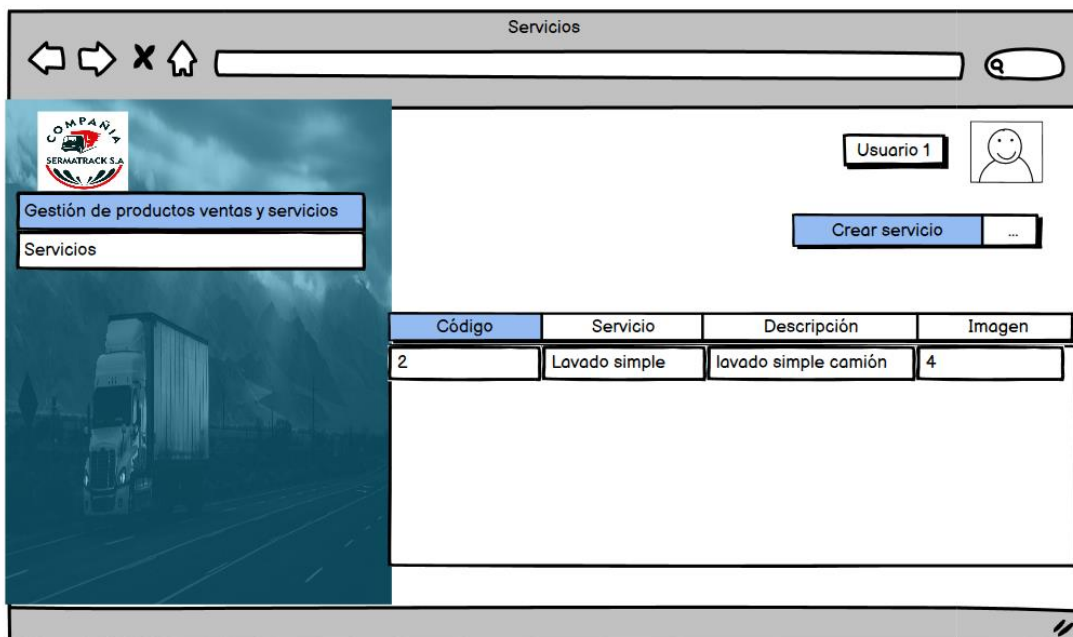 Servicios
COMPAÑIA
SERMATRACK S.A
Usuario 1
Gestión de productos ventas y servicios
Crear servicio ...
Servicios
Código Servicio Descripción Imagen
2 Lavado simple lavado simple camión 4